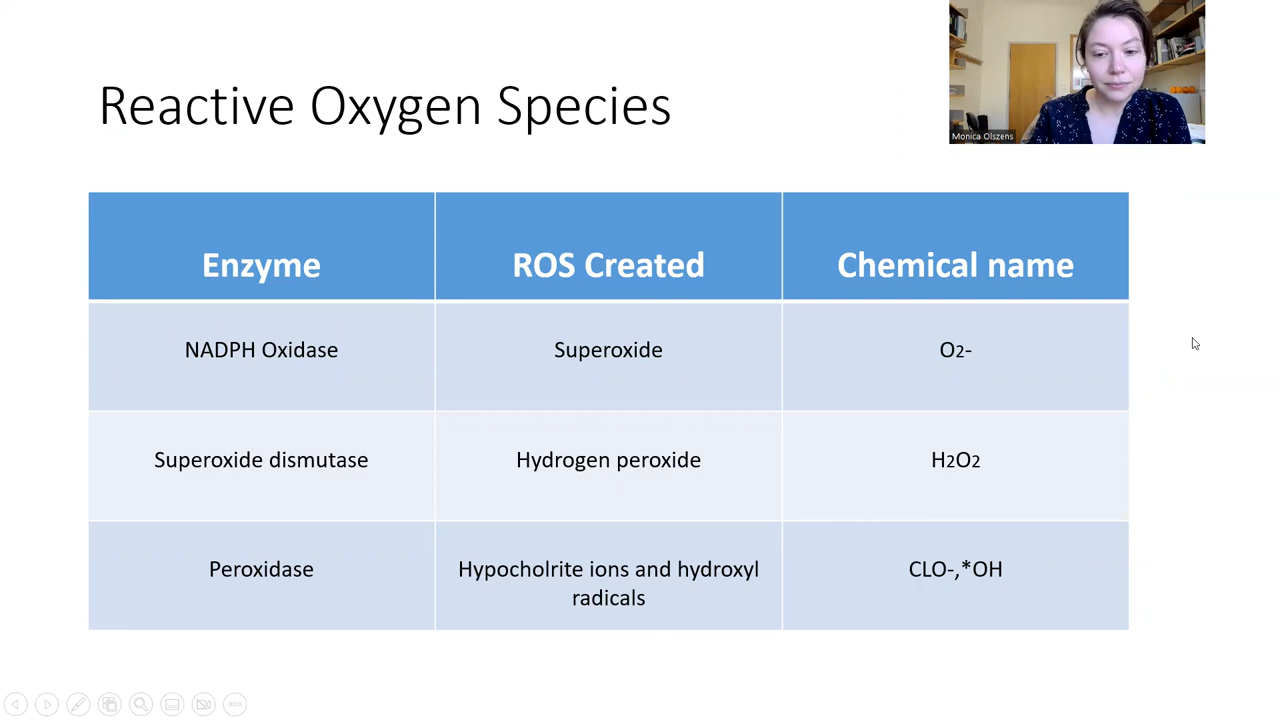 Reactive Oxygen Species
Monica Olszens
Enzyme
ROS Created
Chemical name
NADPH Oxidase
Superoxide
O2-
Superoxide dismutase
Hydrogen peroxide
H2O2
Peroxidase
Hypocholrite ions and hydroxyl
radicals
CLO-,*OH